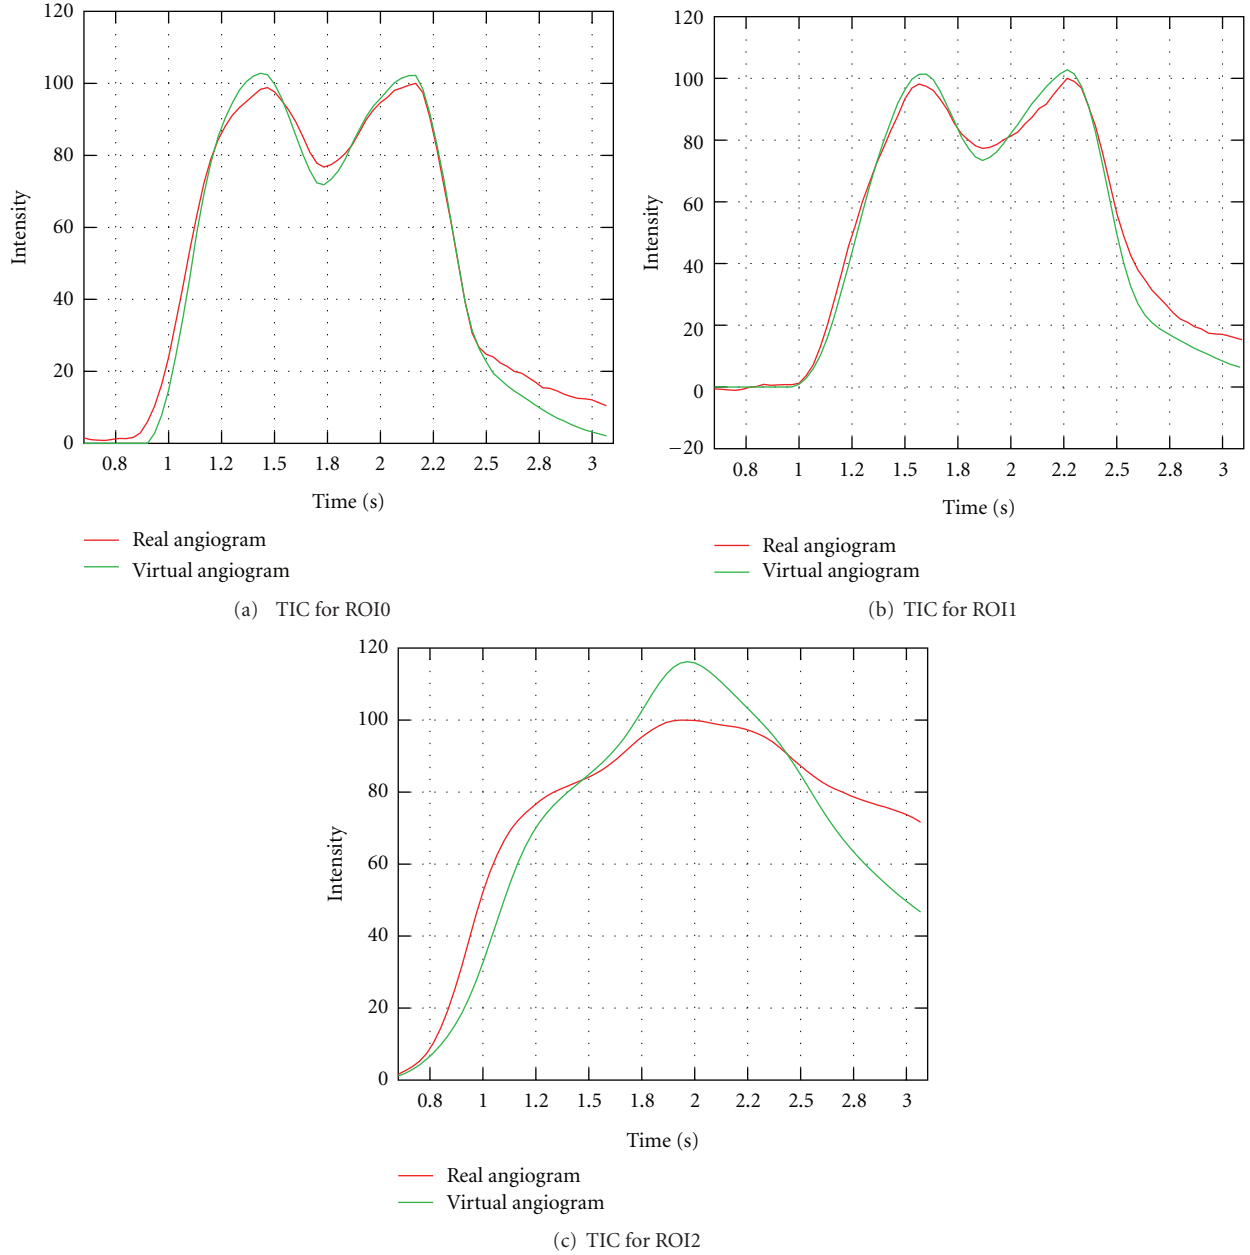 120
100
80
60
40
20
0
Intensity
0.8 1 1.2 1.5 1.8 2 2.2 2.5 2.8 3
Time (s)
Real angiogram
Virtual angiogram
(a) TIC for ROI0
120
100
80
60
40
20
0
−20
Intensity
0.8 1 1.2 1.5 1.8 2 2.2 2.5 2.8 3
Time (s)
Real angiogram
Virtual angiogram
(b) TIC for ROI1
120
100
80
60
40
20
0
Intensity
0.8 1 1.2 1.5 1.8 2 2.2 2.5 2.8 3
Time (s)
Real angiogram
Virtual angiogram
(c) TIC for ROI2